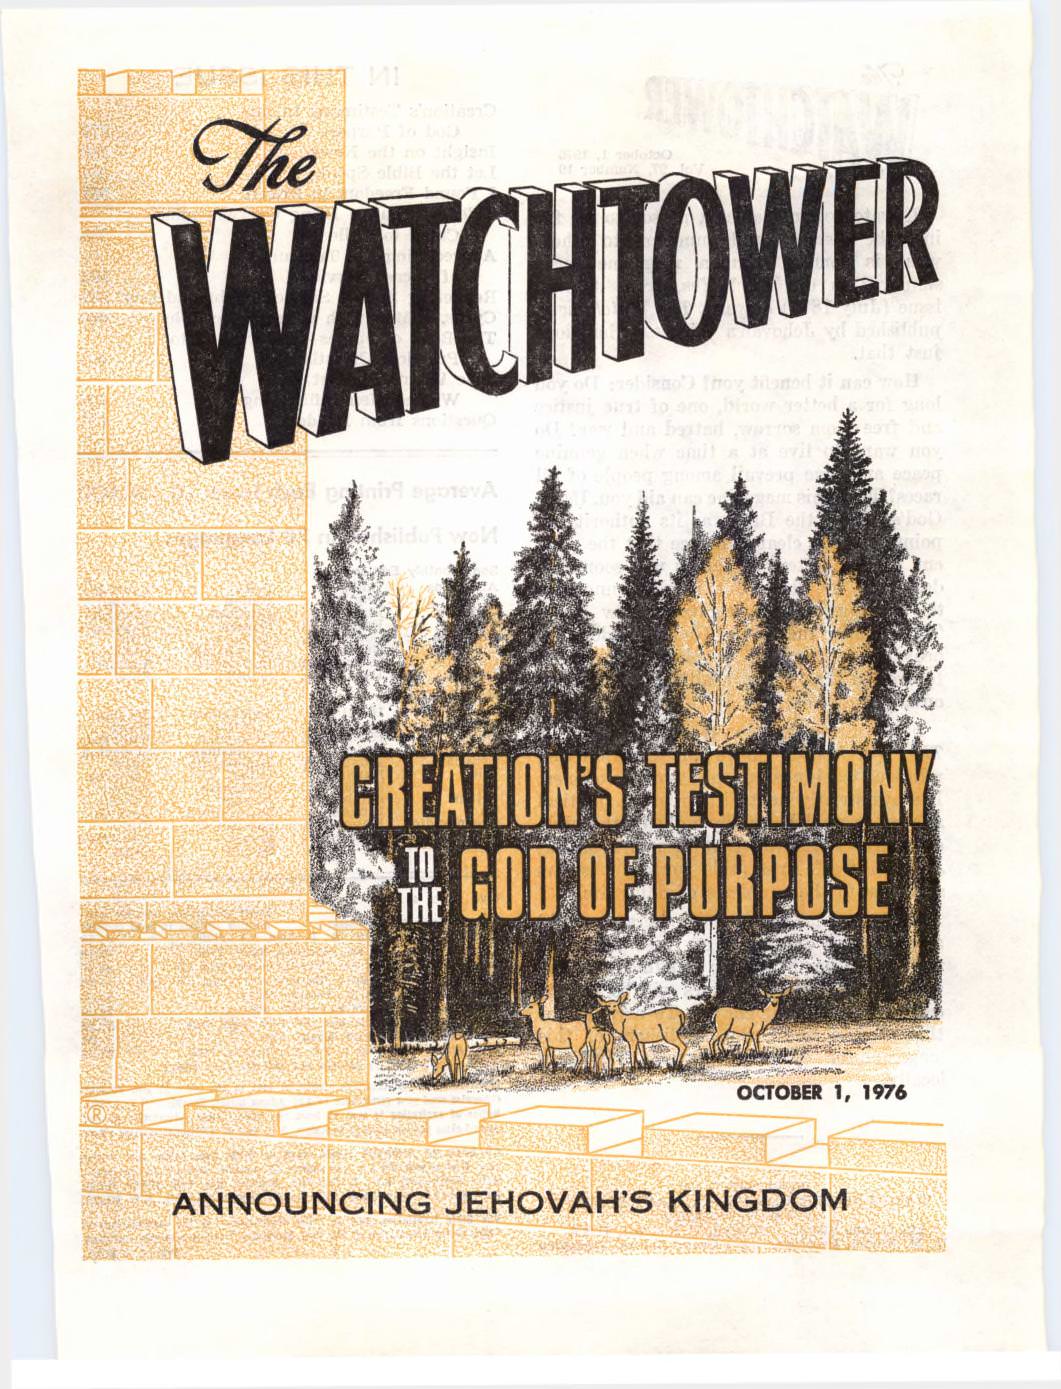 The
WATCHTOWER
CREATION'S TESTIMONY
TO THE GOD OF PURPOSE
OCTOBER 1, 1976
®
ANNOUNCING JEHOVAH'S KINGDOM